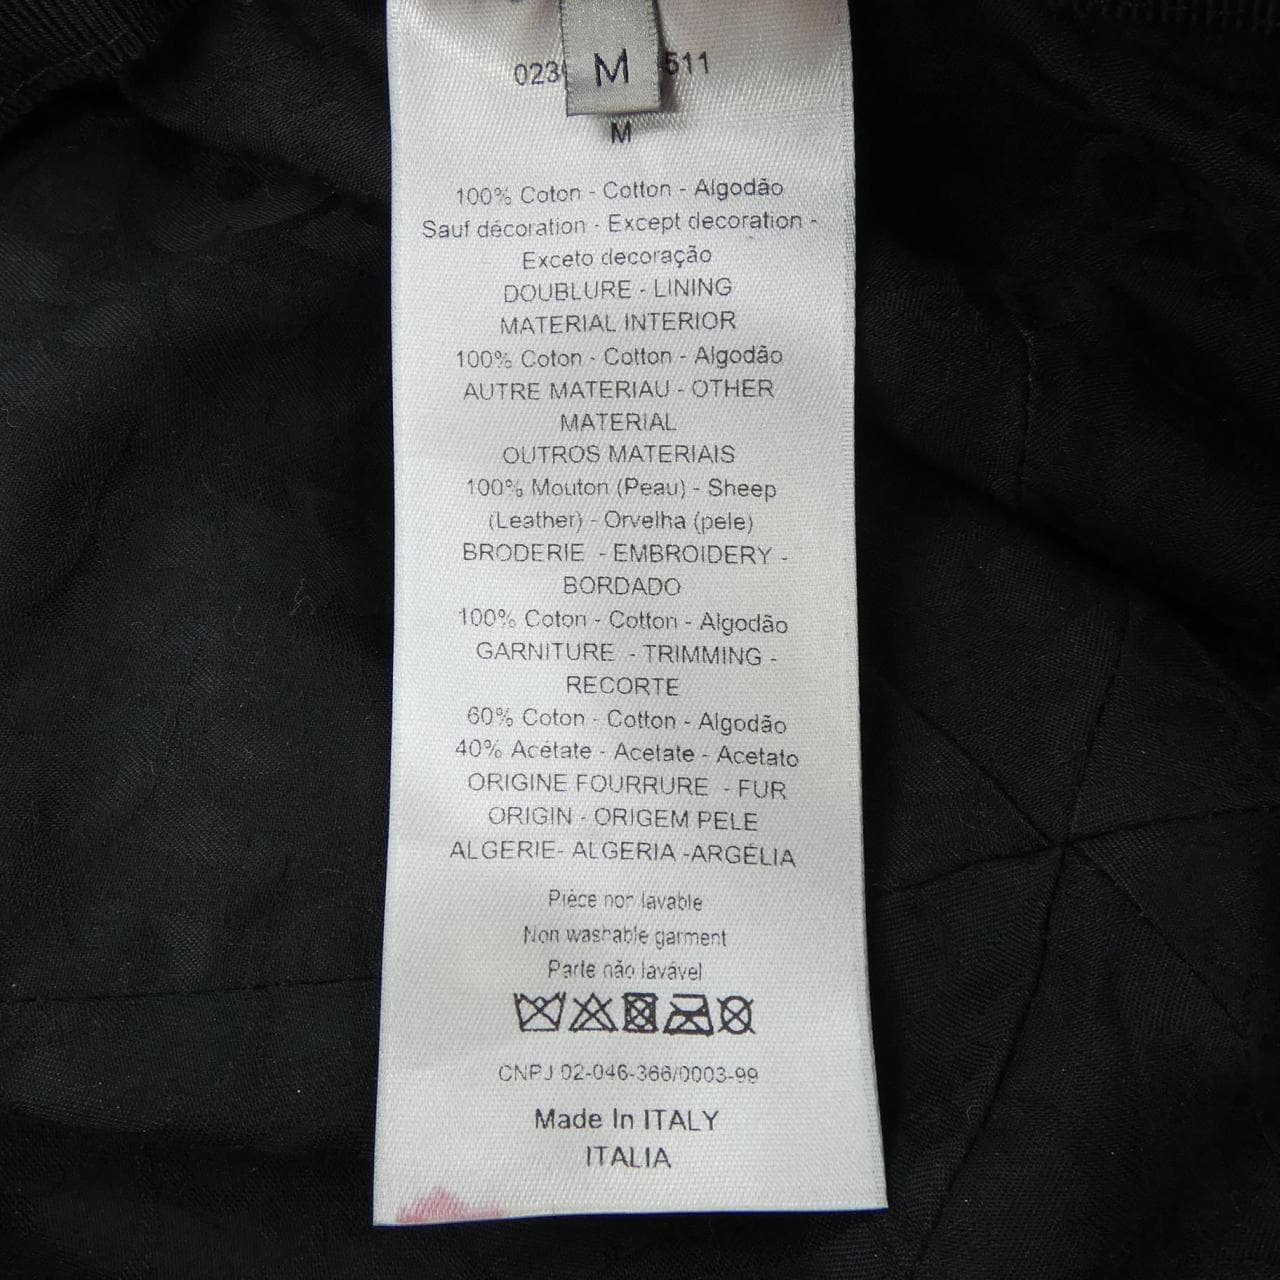 M
023 511
M
100% Coton - Cotton - Algodão
Sauf décoration - Except decoration -
Exceto decoração
DOUBLURE - LINING
MATERIAL INTERIOR
100% Coton - Cotton - Algodão
AUTRE MATERIAU - OTHER
MATERIAL
OUTROS MATERIAIS
100% Mouton (Peau) - Sheep
(Leather) - Orvelha (pele)
BRODERIE - EMBROIDERY -
BORDADO
100% Coton - Cotton - Algodão
GARNITURE - TRIMMING -
RECORTE
60% Coton - Cotton - Algodão
40% Acétate - Acetate - Acetato
ORIGINE FOURRURE - FUR
ORIGIN - ORIGEM PELE
ALGERIE- ALGERIA -ARGÉLIA
Pièce non lavable
Non washable garment
Parte não lavável
CNPJ 02-046-366/0003-99
Made In ITALY
ITALIA